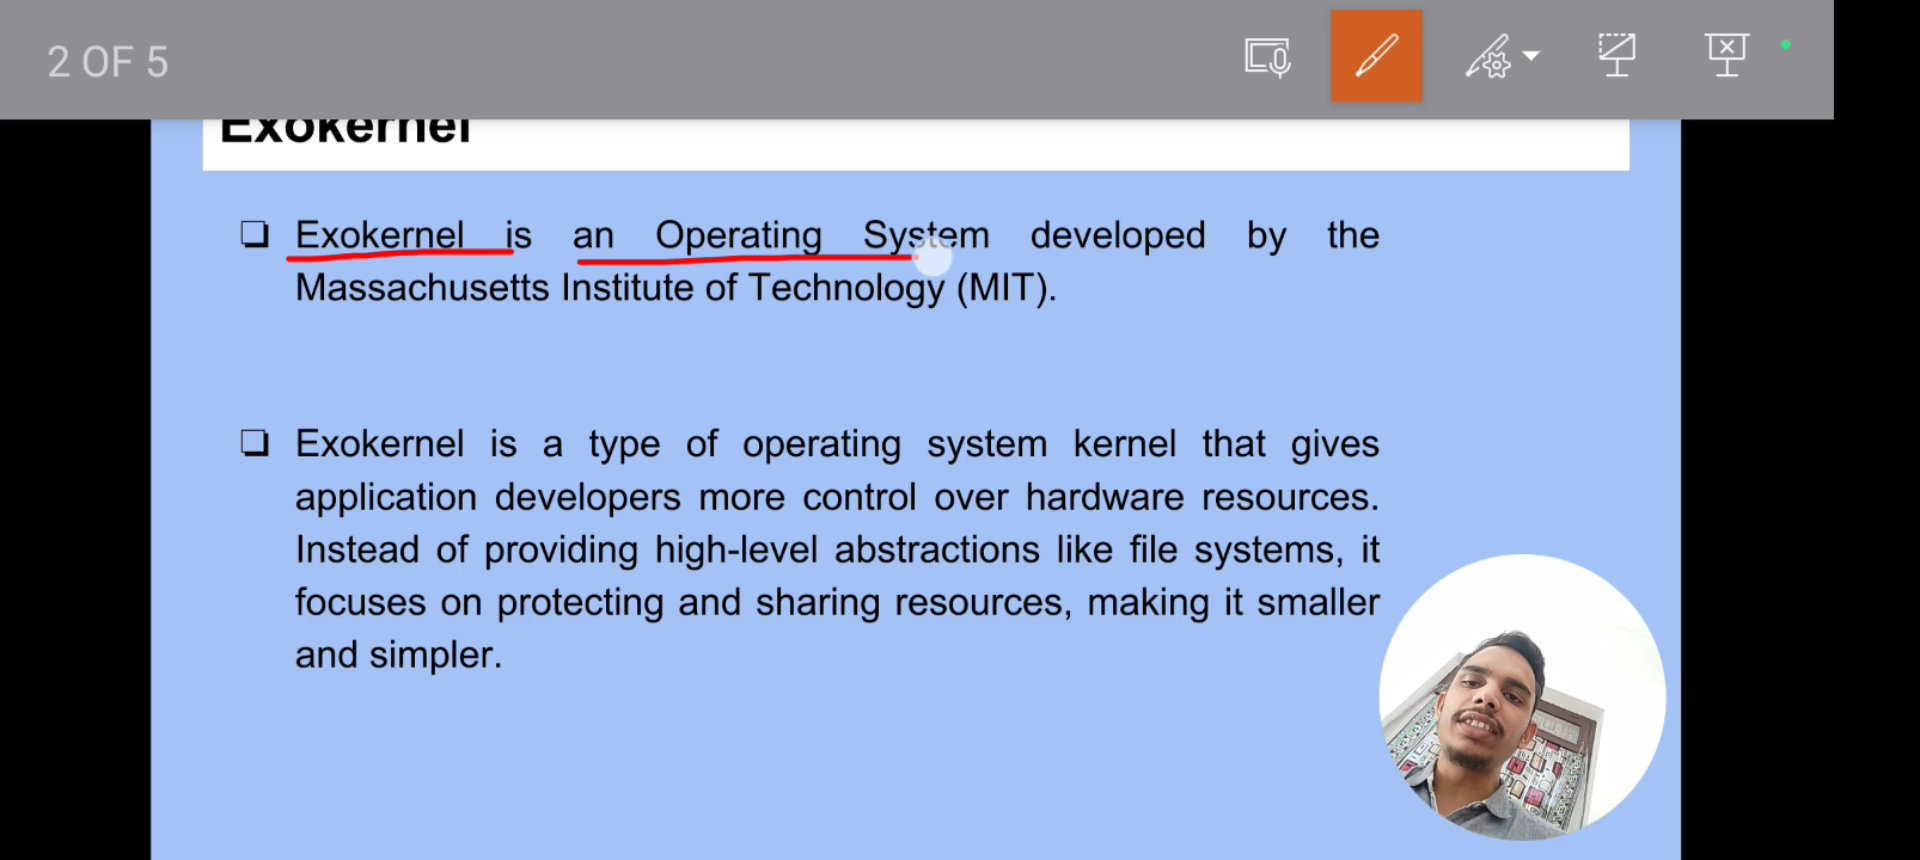 2 OF 5
Exokernel
Exokernel is an Operating System developed by the
Massachusetts Institute of Technology (MIT).
Exokernel is a type of operating system kernel that gives
application developers more control over hardware resources.
Instead of providing high-level abstractions like file systems, it
focuses on protecting and sharing resources, making it smaller
and simpler.